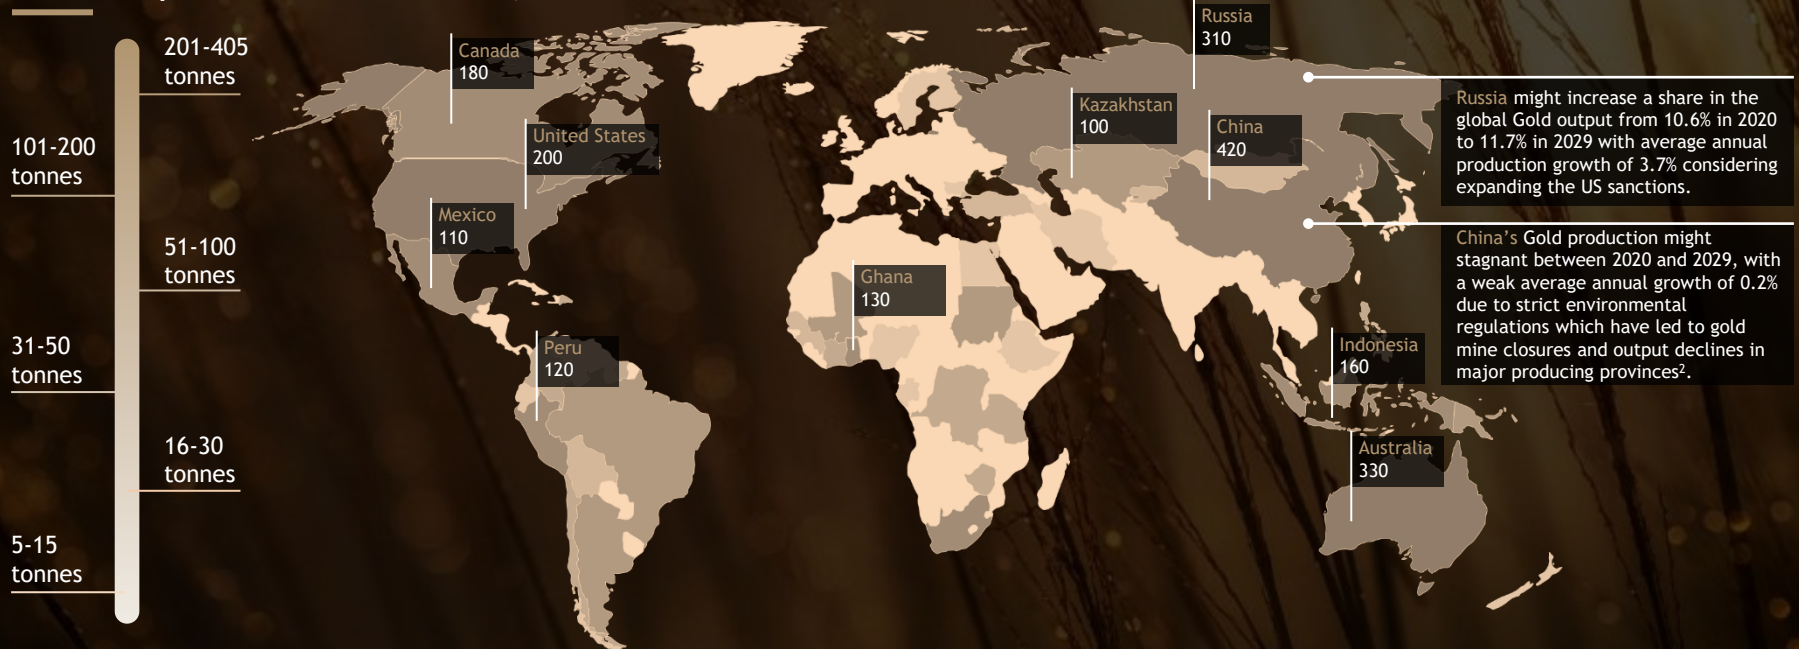 201-405
tonnes
101-200
tonnes
51-100
tonnes
31-50
tonnes
16-30
tonnes
5-15
tonnes
Canada
180
United States
200
Mexico
110
Peru
120
Ghana
130
Russia
310
Kazakhstan
100
China
420
Indonesia
160
Australia
330
Russia might increase a share in the
global Gold output from 10.6% in 2020
to 11.7% in 2029 with average annual
production growth of 3.7% considering
expanding the US sanctions.
China’s Gold production might
stagnant between 2020 and 2029, with
a weak average annual growth of 0.2%
due to strict environmental
regulations which have led to gold
mine closures and output declines in
major producing provinces².